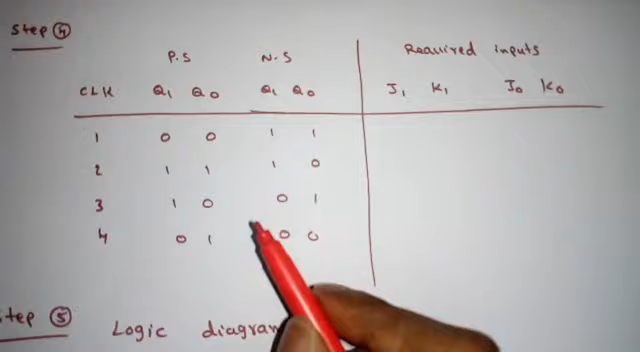 Step ④
P.S N.S Required inputs
CLK Q₁ Q₀ Q₁ Q₀ J₁ K₁ J₀ K₀
1 0 0 1 1
2 1 1 1 0
3 1 0 0 1
4 0 1 0 0
tep ⑤ Logic diagram